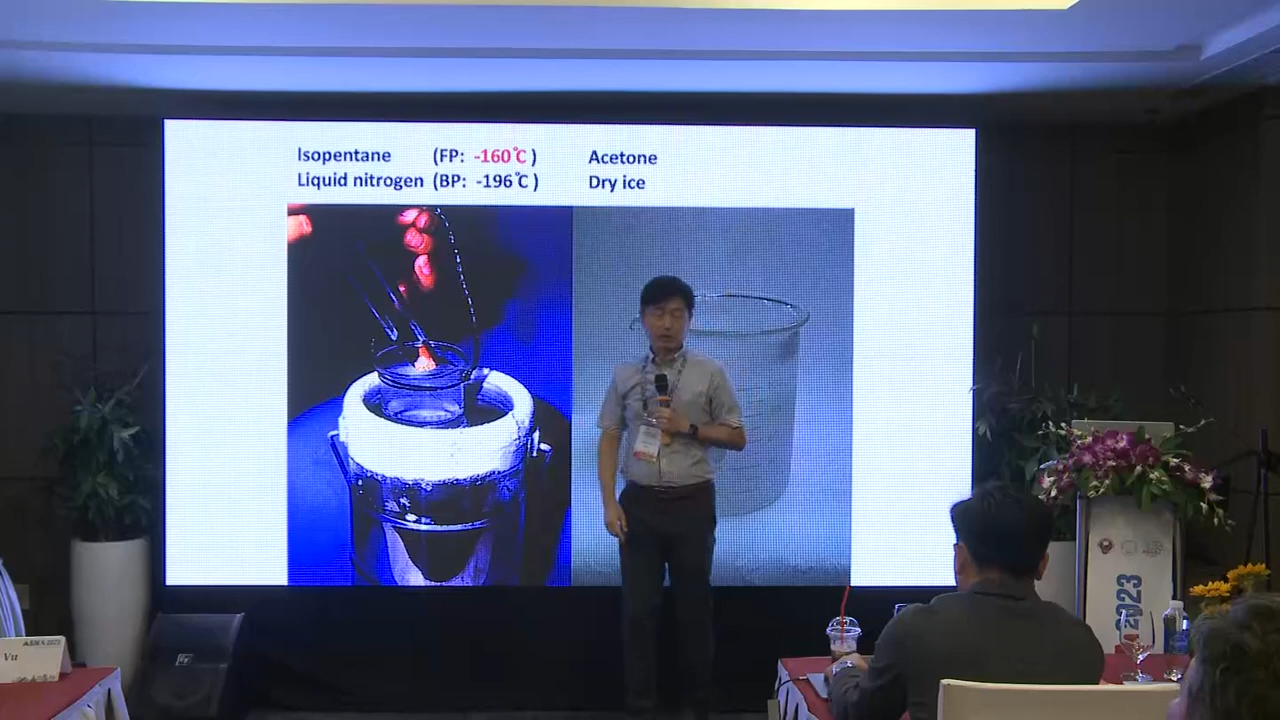 Isopentane (FP: -160℃ ) Acetone
Liquid nitrogen (BP: -196℃ ) Dry ice
Vu
2023